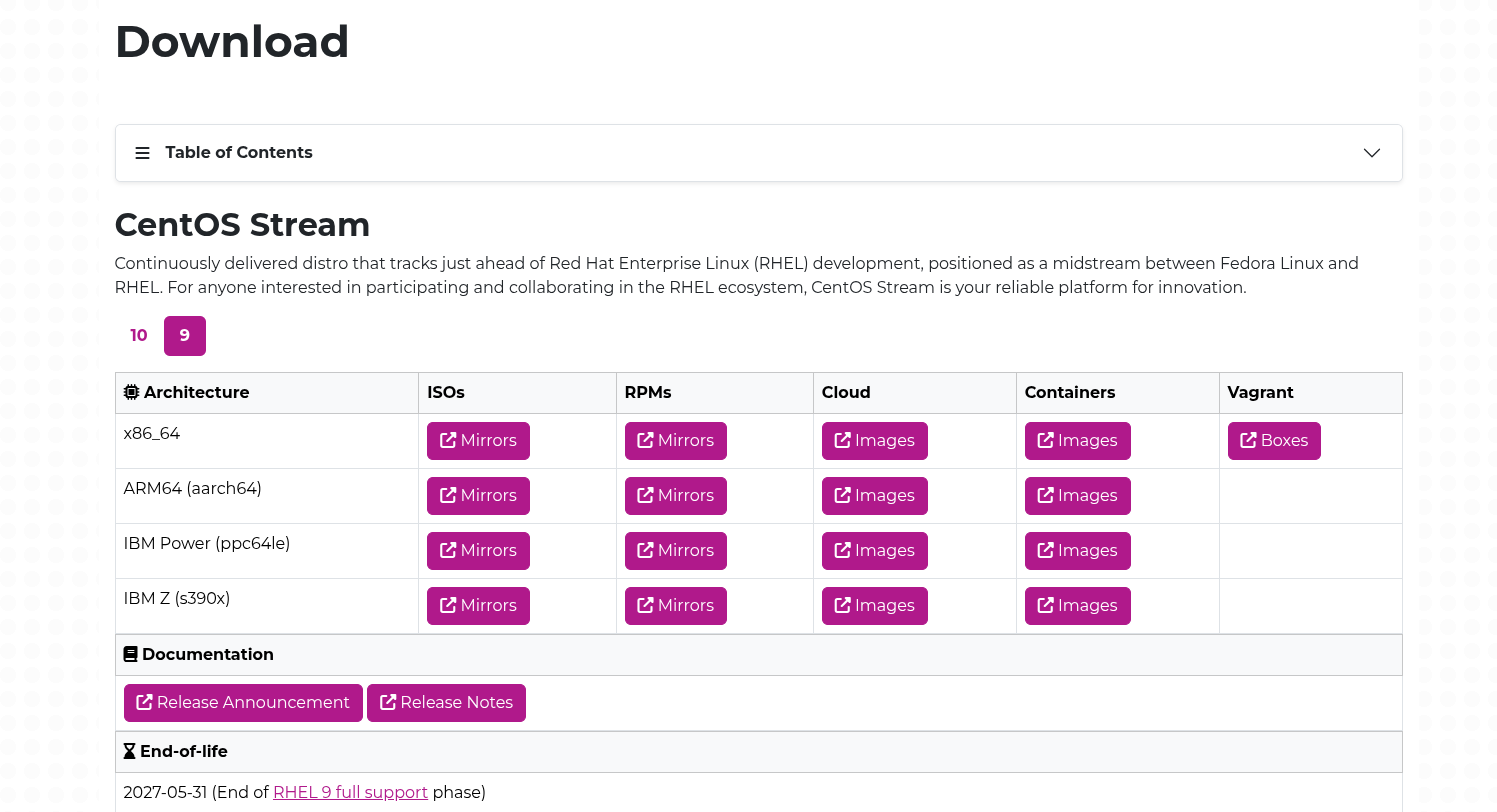 Download
Table of Contents
CentOS Stream
Continuously delivered distro that tracks just ahead of Red Hat Enterprise Linux (RHEL) development, positioned as a midstream between Fedora Linux and
RHEL. For anyone interested in participating and collaborating in the RHEL ecosystem, CentOS Stream is your reliable platform for innovation.
10 9
Architecture ISOs RPMs Cloud Containers Vagrant
x86_64 Mirrors Mirrors Images Images Boxes
ARM64 (aarch64) Mirrors Mirrors Images Images
IBM Power (ppc64le) Mirrors Mirrors Images Images
IBM Z (s390x) Mirrors Mirrors Images Images
Documentation
Release Announcement Release Notes
End-of-life
2027-05-31 (End of RHEL 9 full support phase)